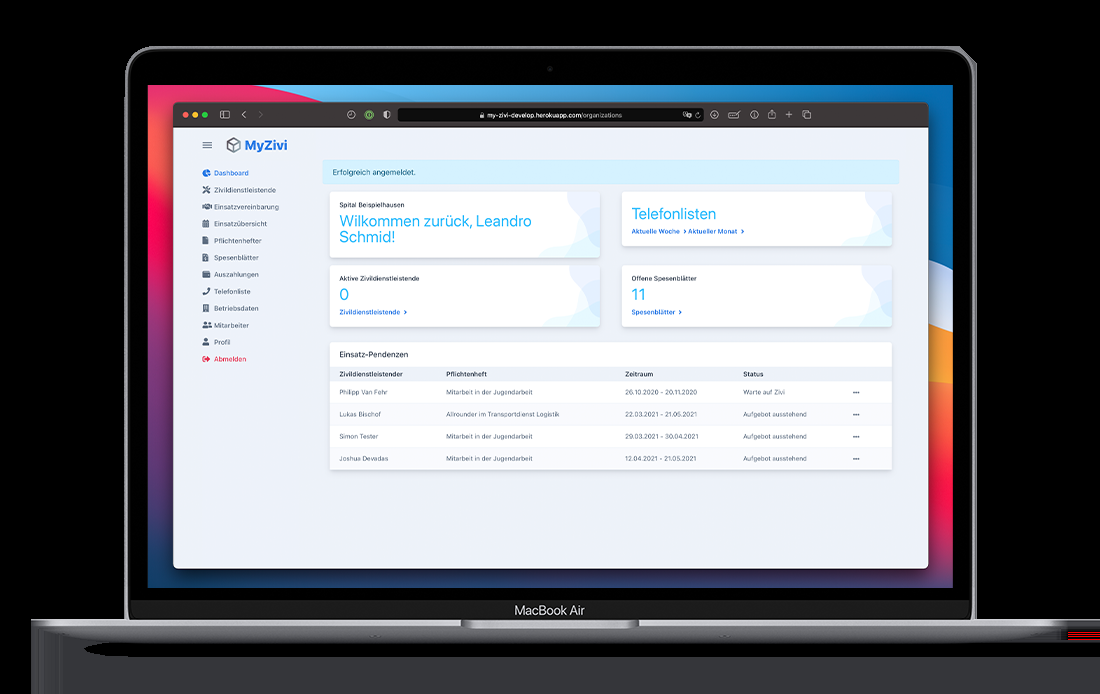 my-zivi-develop.herokuapp.com/organizations
MyZivi
Dashboard
Zivildienstleistende
Einsatzvereinbarung
Einsatzübersicht
Pflichtenhefter
Spesenblätter
Auszahlungen
Telefonliste
Betriebsdaten
Mitarbeiter
Profil
Abmelden
Erfolgreich angemeldet.
Spital Beispielhausen
Wilkommen zurück, Leandro
Schmid!
Telefonlisten
Aktuelle Woche Aktueller Monat
Aktive Zivildienstleistende
0
Zivildienstleistende
Offene Spesenblätter
11
Spesenblätter
Einsatz-Pendenzen
Zivildienstleistender Pflichtenheft Zeitraum Status
Philipp Van Fehr Mitarbeit in der Jugendarbeit 26.10.2020 - 20.11.2020 Warte auf Zivi
Lukas Bischof Allrounder im Transportdienst Logistik 22.03.2021 - 21.05.2021 Aufgebot ausstehend
Simon Tester Mitarbeit in der Jugendarbeit 29.03.2021 - 30.04.2021 Aufgebot ausstehend
Joshua Devadas Mitarbeit in der Jugendarbeit 12.04.2021 - 21.05.2021 Aufgebot ausstehend
MacBook Air